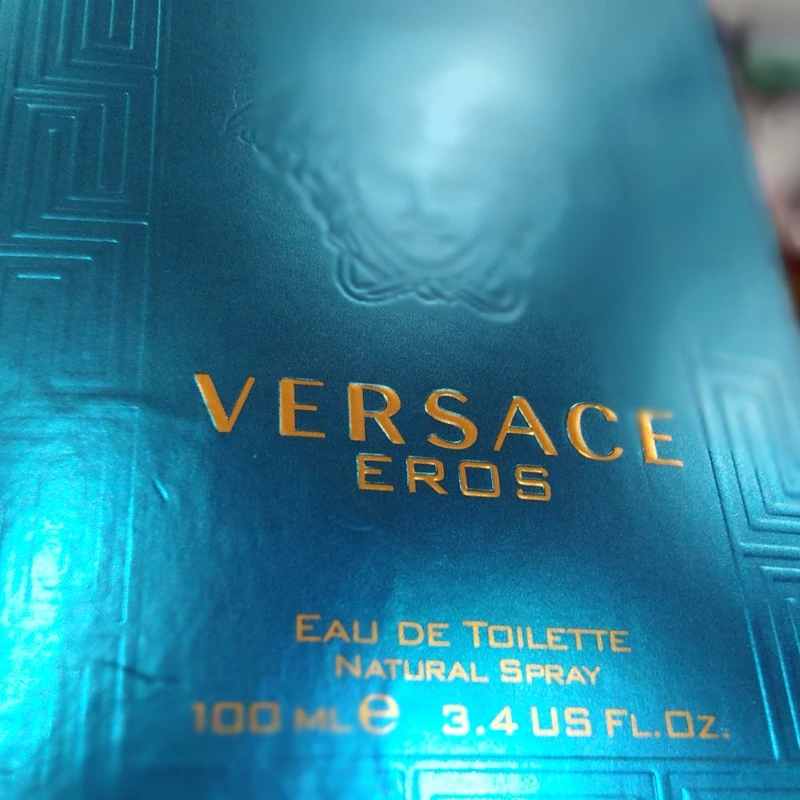 VERSACE
EROS
EAU DE TOILETTE
NATURAL SPRAY
100 ML e 3.4 US FL.OZ.